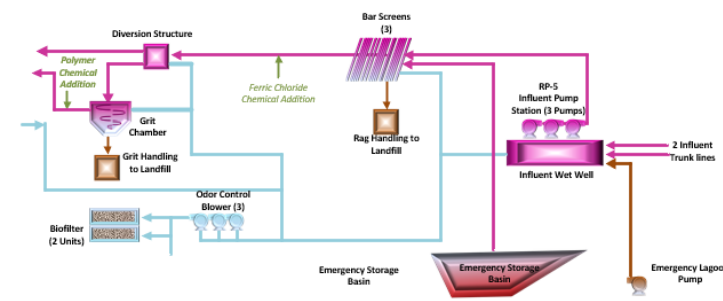 Bar Screens
(3)
Diversion Structure
Polymer
Chemical
Addition
Ferric Chloride
Chemical Addition
RP-5
Influent Pump
Station (3 Pumps)
Grit
Chamber
Rag Handling to
Landfill
2 Influent
Trunk lines
Grit Handling
to Landfill
Influent Wet Well
Odor Control
Blower (3)
Biofilter
(2 Units)
Emergency Storage
Basin
Emergency Storage
Basin
Emergency Lagoo
Pump